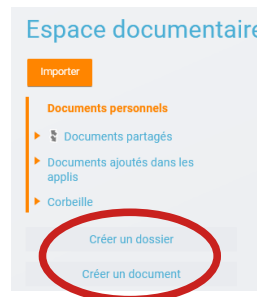 Espace documentaire
Importer
Documents personnels
Documents partagés
Documents ajoutés dans les
applis
Corbeille
Créer un dossier
Créer un document